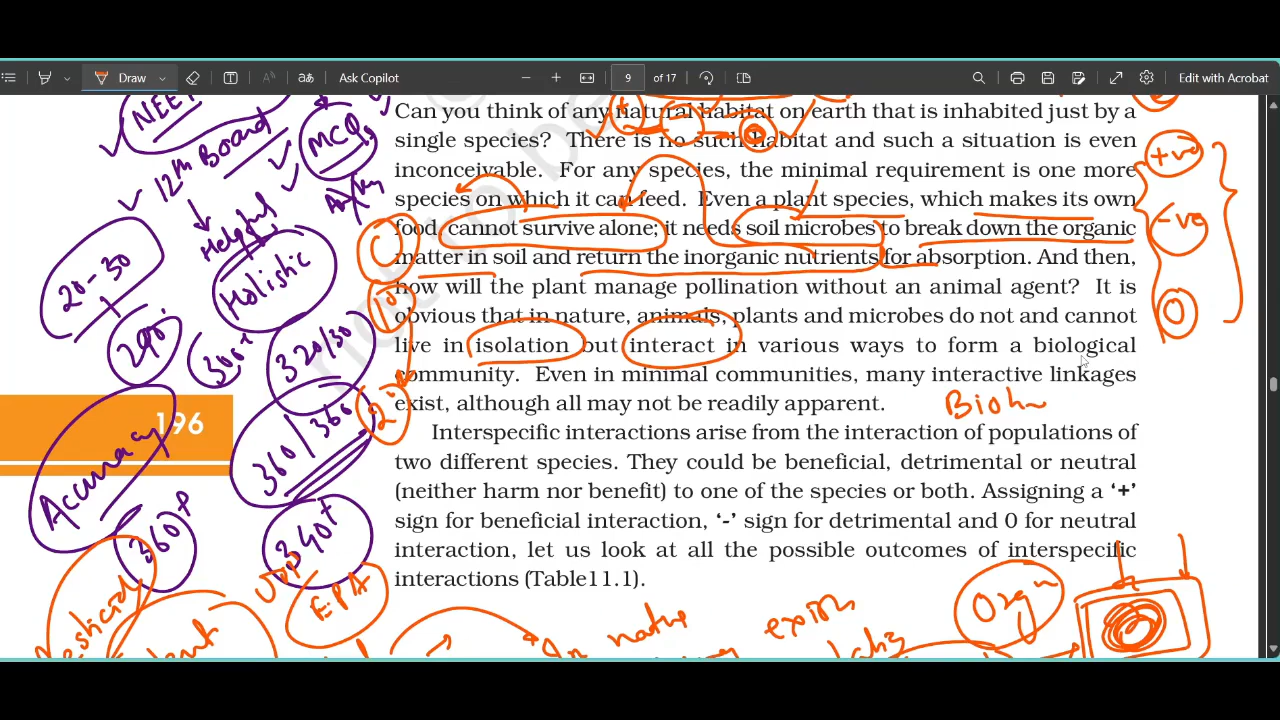 Draw
aあ
Ask Copilot
9
of 17
Edit with Acrobat
Can you think of any natural habitat on earth that is inhabited just by a
single species? There is no such habitat and such a situation is even
inconceivable. For any species, the minimal requirement is one more
species on which it can feed. Even a plant species, which makes its own
food, cannot survive alone; it needs soil microbes to break down the organic
matter in soil and return the inorganic nutrients for absorption. And then,
how will the plant manage pollination without an animal agent? It is
obvious that in nature, animals, plants and microbes do not and cannot
live in isolation but interact in various ways to form a biological
community. Even in minimal communities, many interactive linkages
exist, although all may not be readily apparent.
Interspecific interactions arise from the interaction of populations of
two different species. They could be beneficial, detrimental or neutral
(neither harm nor benefit) to one of the species or both. Assigning a ‘+’
sign for beneficial interaction, ‘-’ sign for detrimental and 0 for neutral
interaction, let us look at all the possible outcomes of interspecific
interactions (Table11.1).
196
NEET
12th Board
MCQs
Helpful
Holistic
20-30
290
300+
320/30
360/360
Accuracy
360+
340+
EPA
+ve
-ve
0
1°
2°